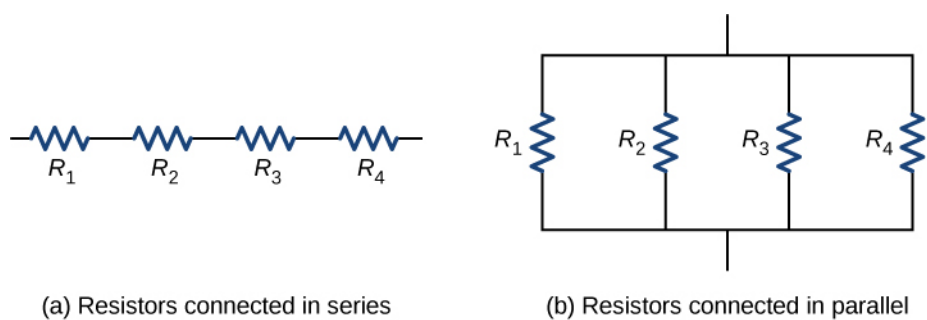 R1 R2 R3 R4
(a) Resistors connected in series
R1 R2 R3 R4
(b) Resistors connected in parallel